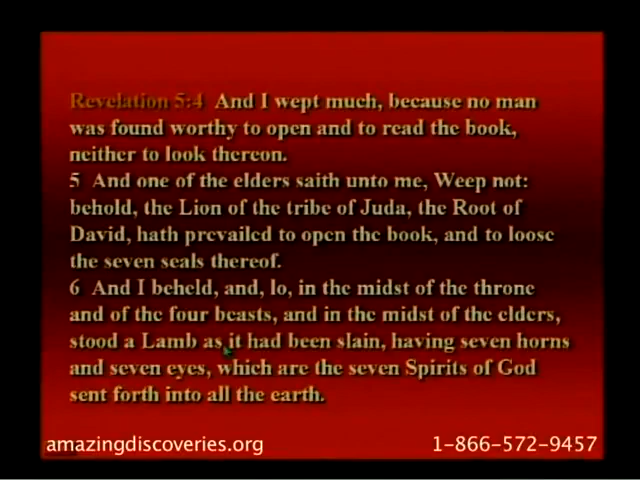 Revelation 5:4 And I wept much, because no man
was found worthy to open and to read the book,
neither to look thereon.
5 And one of the elders saith unto me, Weep not:
behold, the Lion of the tribe of Juda, the Root of
David, hath prevailed to open the book, and to loose
the seven seals thereof.
6 And I beheld, and, lo, in the midst of the throne
and of the four beasts, and in the midst of the elders,
stood a Lamb as it had been slain, having seven horns
and seven eyes, which are the seven Spirits of God
sent forth into all the earth.
amazingdiscoveries.org 1-866-572-9457